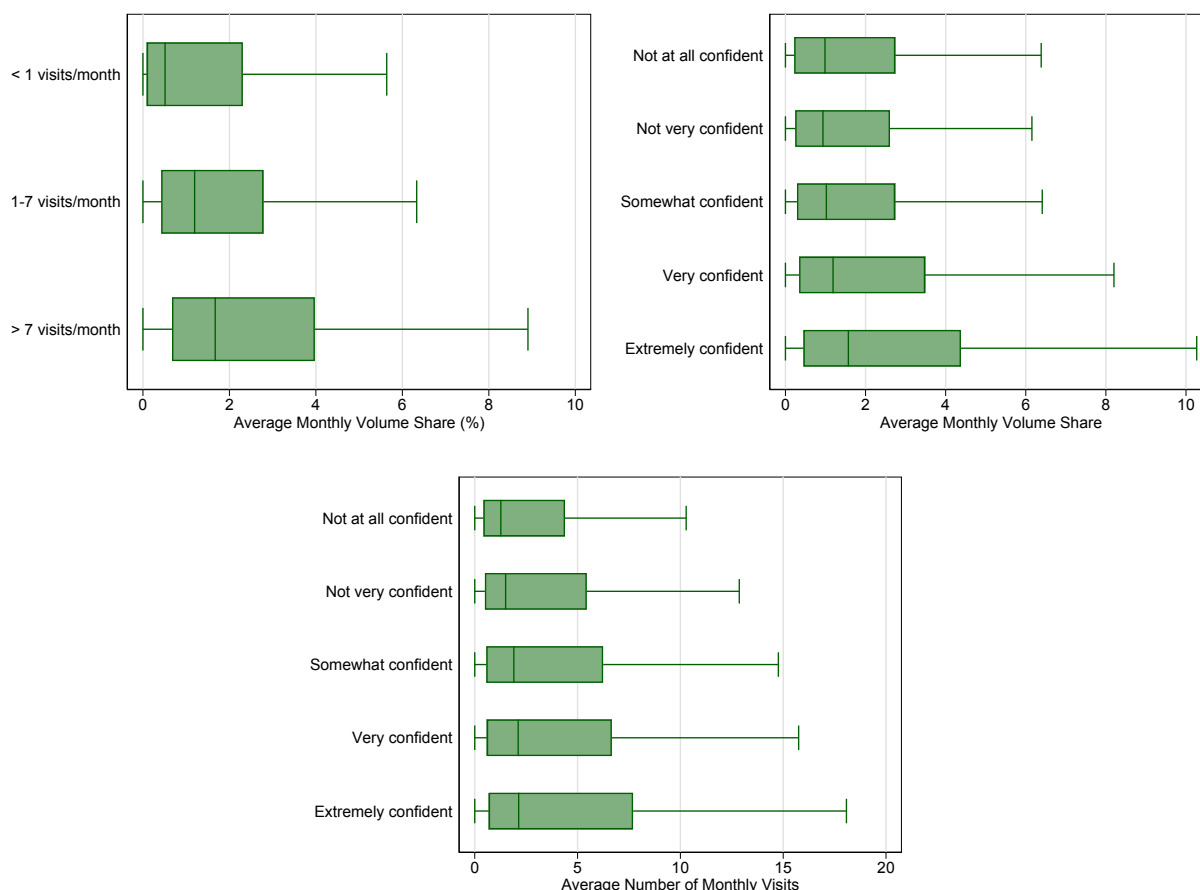 < 1 visits/month
1-7 visits/month
> 7 visits/month
0 2 4 6 8 10
Average Monthly Volume Share (%)
Not at all confident
Not very confident
Somewhat confident
Very confident
Extremely confident
0 2 4 6 8 10
Average Monthly Volume Share
Not at all confident
Not very confident
Somewhat confident
Very confident
Extremely confident
0 5 10 15 20
Average Number of Monthly Visits